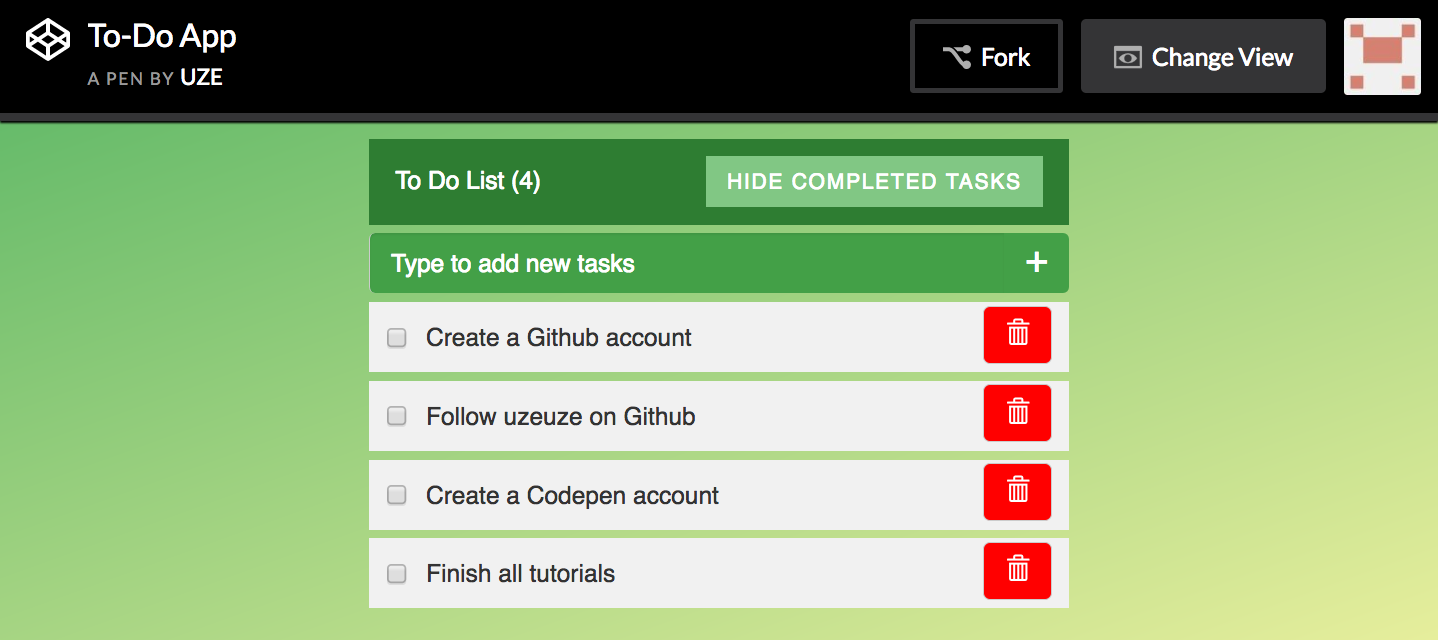 To-Do App
A PEN BY UZE
Fork
Change View
To Do List (4)
HIDE COMPLETED TASKS
Type to add new tasks
+
Create a Github account
Follow uzeuze on Github
Create a Codepen account
Finish all tutorials